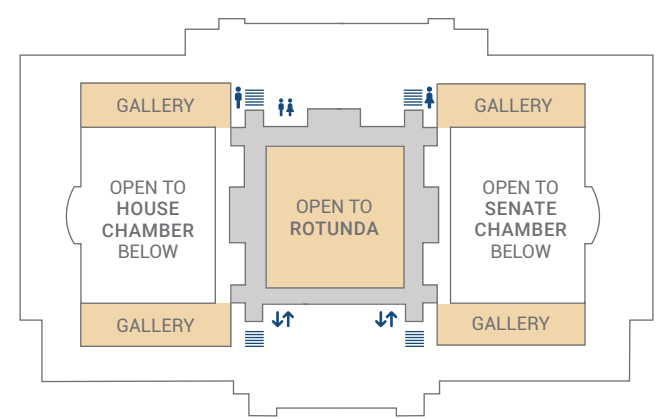 GALLERY
GALLERY
OPEN TO
HOUSE
CHAMBER
BELOW
OPEN TO
ROTUNDA
OPEN TO
SENATE
CHAMBER
BELOW
GALLERY
GALLERY